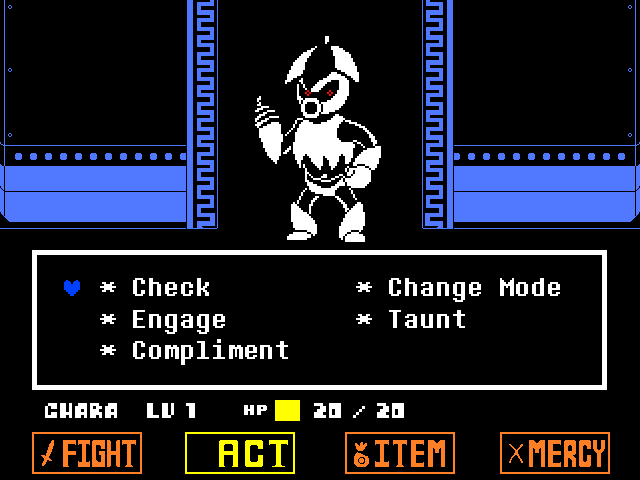 * Check * Change Mode
* Engage * Taunt
* Compliment
CHARA LV 1 HP 20 / 20
FIGHT ACT ITEM MERCY